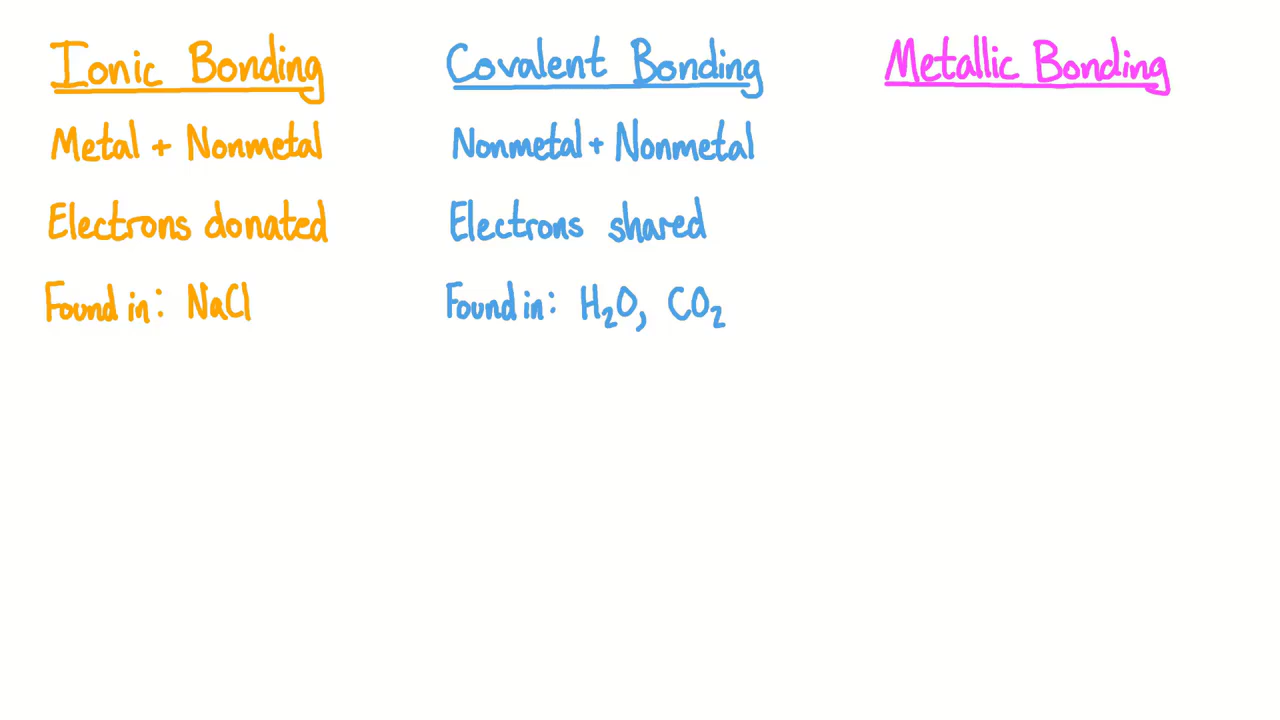 Ionic Bonding
Metal + Nonmetal
Electrons donated
Found in: NaCl
Covalent Bonding
Nonmetal + Nonmetal
Electrons shared
Found in: H₂O, CO₂
Metallic Bonding